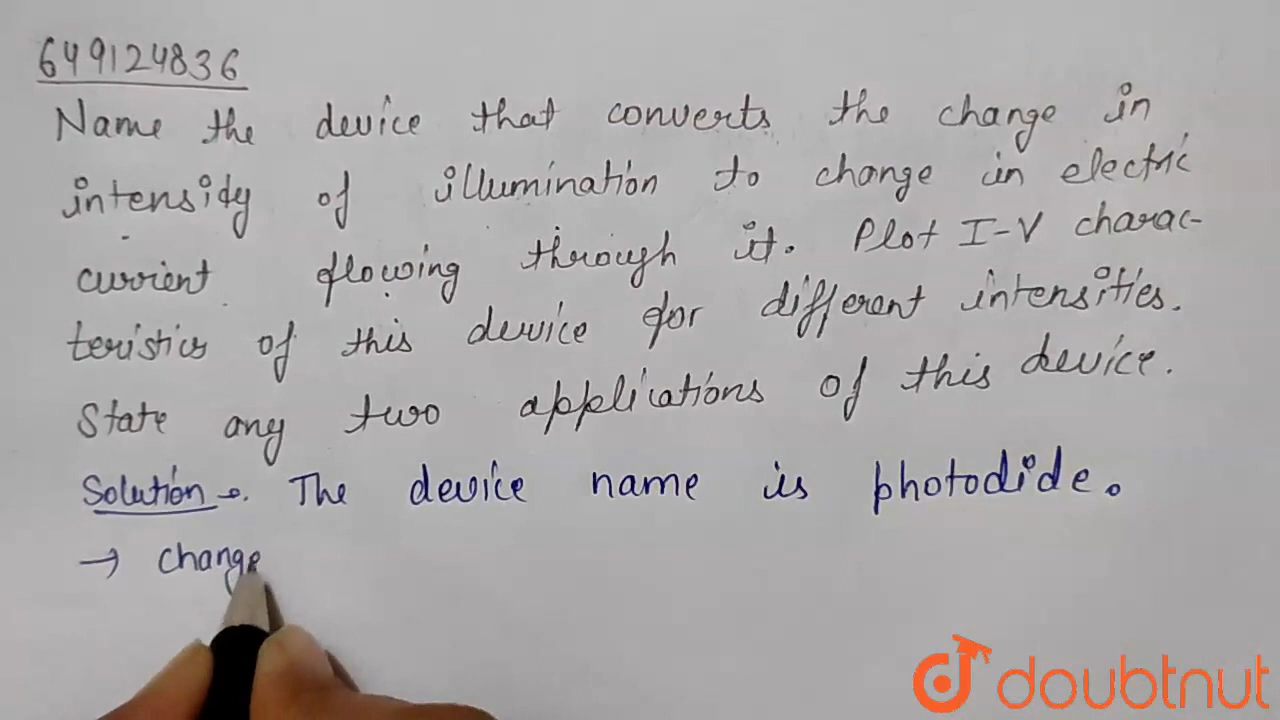 649124836
Name the device that converts the change in
intensidy of illumination to change in electric
current flowing through it. Plot I-V charac-
teristics of this device for different intensities.
State any two applications of this device.
Solution -. The device name is photodide.
→ Change
doubtnut